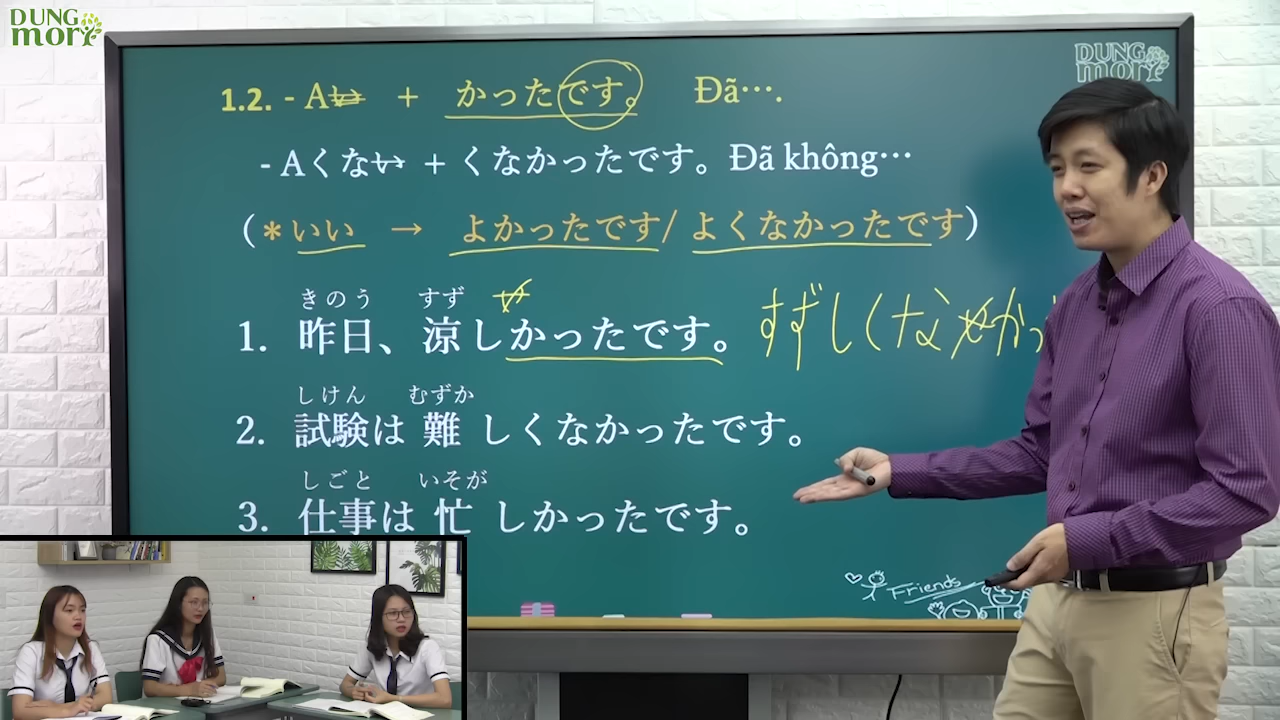 DUNG
mori
DUNG
mori
1.2. - Aい + かったです。 Đã….
- Aくない + くなかったです。Đã không…
(*いい → よかったです/ よくなかったです)
きのう すず い
1. 昨日、涼しかったです。 すずしくないかっ
しけん むずか
2. 試験は難しくなかったです。
しごと いそが
3. 仕事は忙しかったです。
Friends